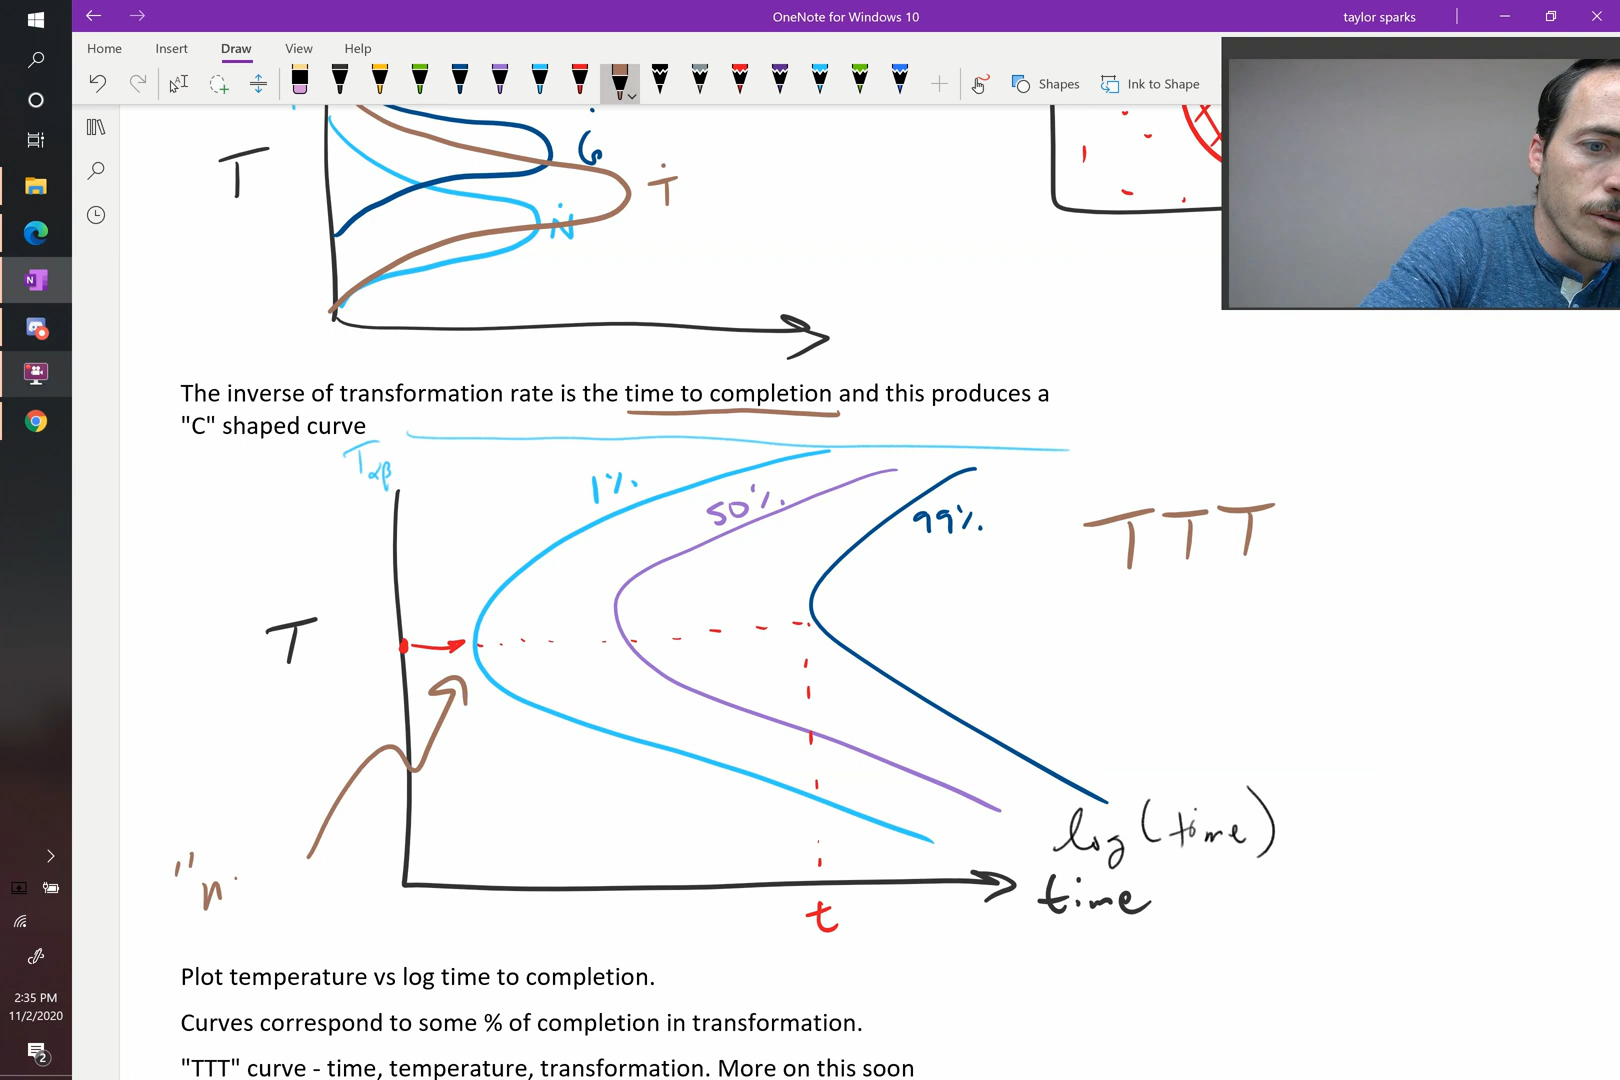 OneNote for Windows 10
taylor sparks
Home Insert Draw View Help
Shapes Ink to Shape
T
G
T
N
The inverse of transformation rate is the time to completion and this produces a
"C" shaped curve
Tαβ
1%
50%
99%
TTT
T
log(time)
time
"n
t
Plot temperature vs log time to completion.
Curves correspond to some % of completion in transformation.
"TTT" curve - time, temperature, transformation. More on this soon
2:35 PM
11/2/2020
2